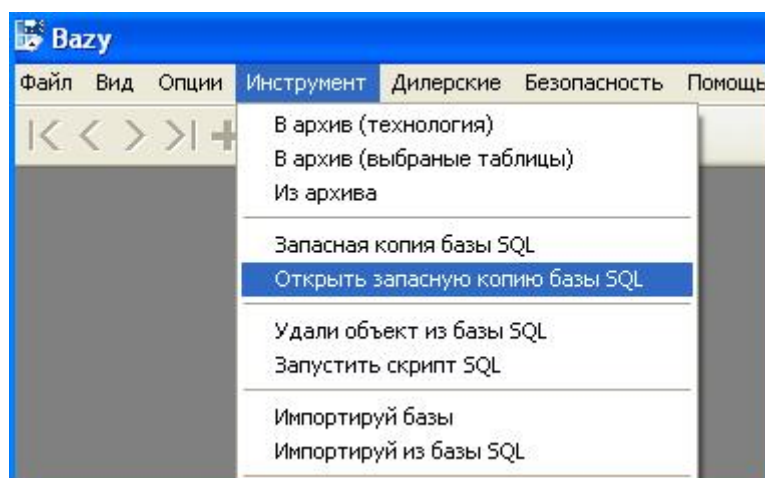 Bazy
Файл Вид Опции Инструмент Дилерские Безопасность Помощь
В архив (технология)
В архив (выбраные таблицы)
Из архива
Запасная копия базы SQL
Открыть запасную копию базы SQL
Удали объект из базы SQL
Запустить скрипт SQL
Импортируй базы
Импортируй из базы SQL